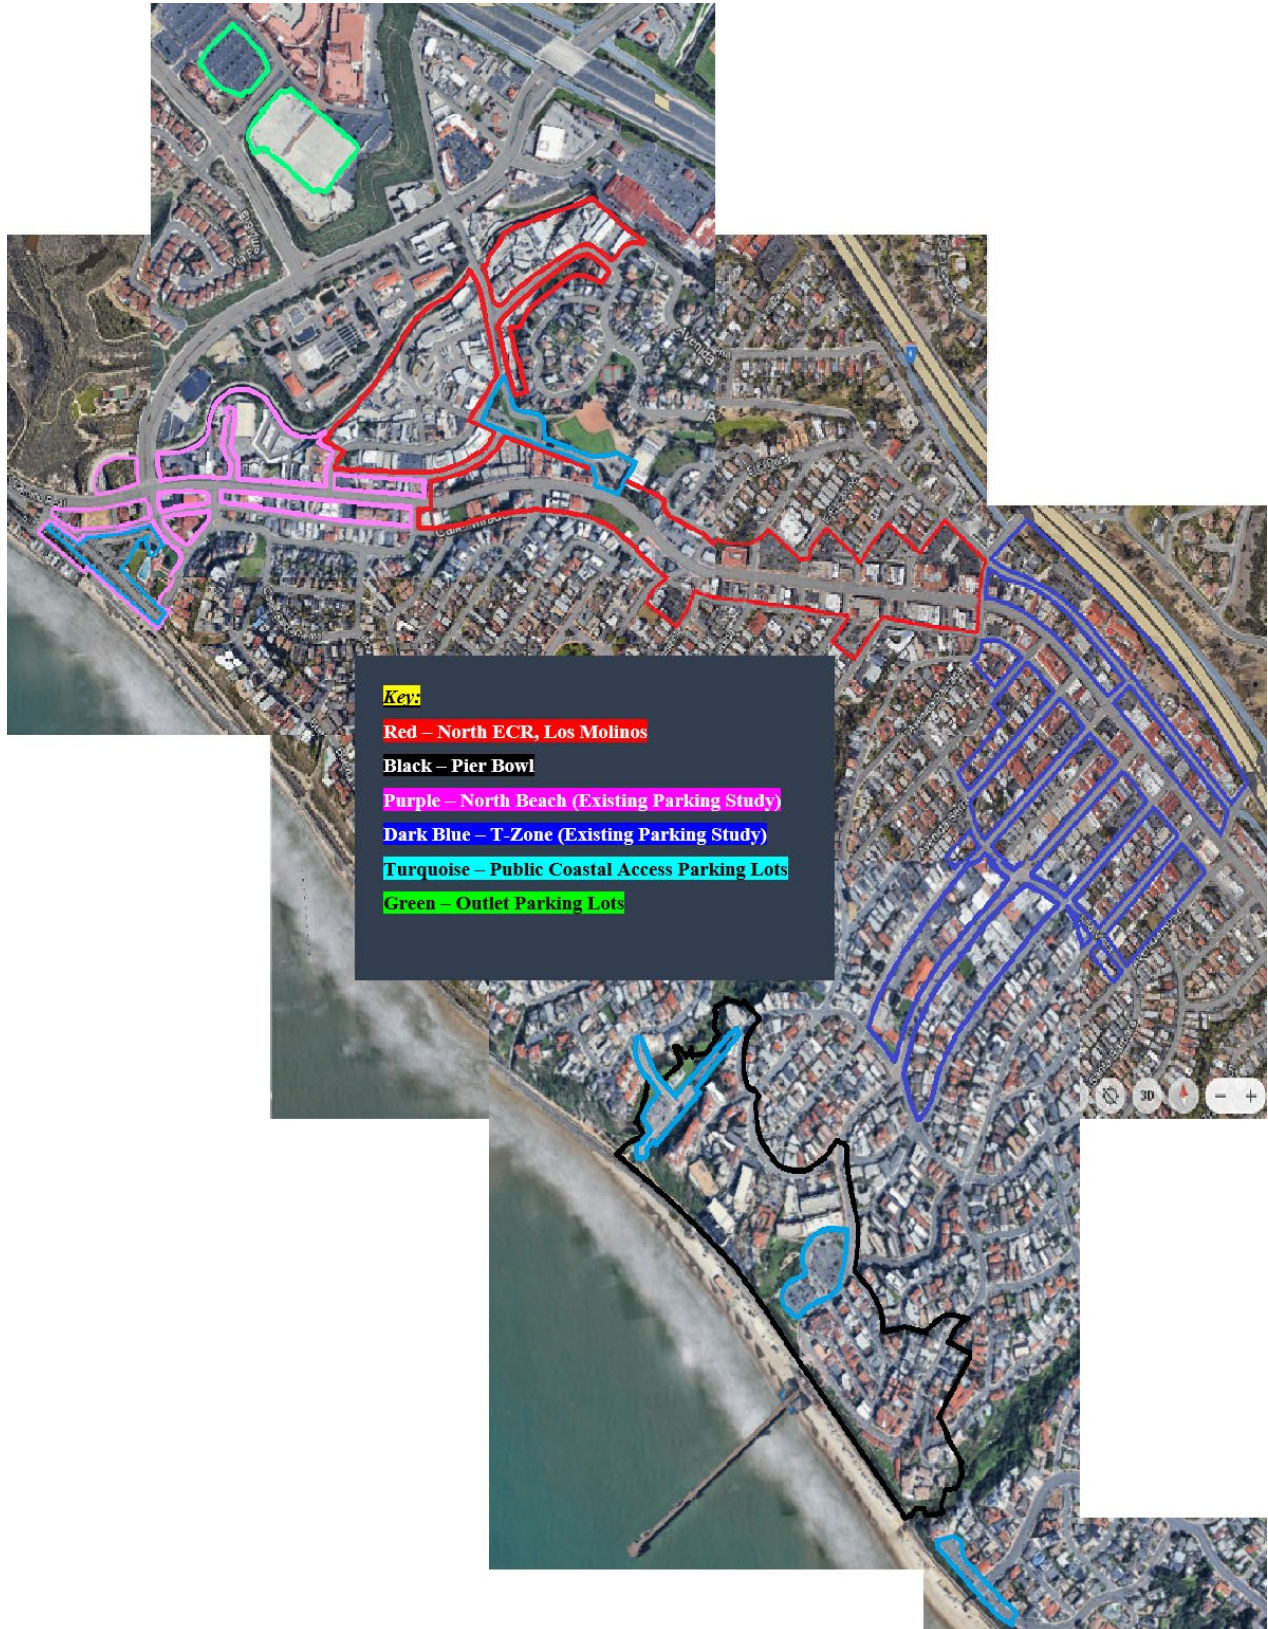 Key:
Red – North ECR, Los Molinos
Black – Pier Bowl
Purple – North Beach (Existing Parking Study)
Dark Blue – T-Zone (Existing Parking Study)
Turquoise – Public Coastal Access Parking Lots
Green – Outlet Parking Lots
3D